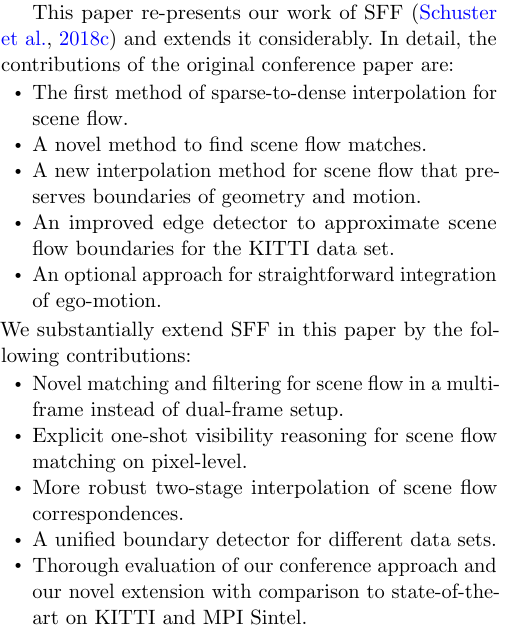 This paper re-presents our work of SFF (Schuster
et al., 2018c) and extends it considerably. In detail, the
contributions of the original conference paper are:
• The first method of sparse-to-dense interpolation for
scene flow.
• A novel method to find scene flow matches.
• A new interpolation method for scene flow that pre-
serves boundaries of geometry and motion.
• An improved edge detector to approximate scene
flow boundaries for the KITTI data set.
• An optional approach for straightforward integration
of ego-motion.
We substantially extend SFF in this paper by the fol-
lowing contributions:
• Novel matching and filtering for scene flow in a multi-
frame instead of dual-frame setup.
• Explicit one-shot visibility reasoning for scene flow
matching on pixel-level.
• More robust two-stage interpolation of scene flow
correspondences.
• A unified boundary detector for different data sets.
• Thorough evaluation of our conference approach and
our novel extension with comparison to state-of-the-
art on KITTI and MPI Sintel.